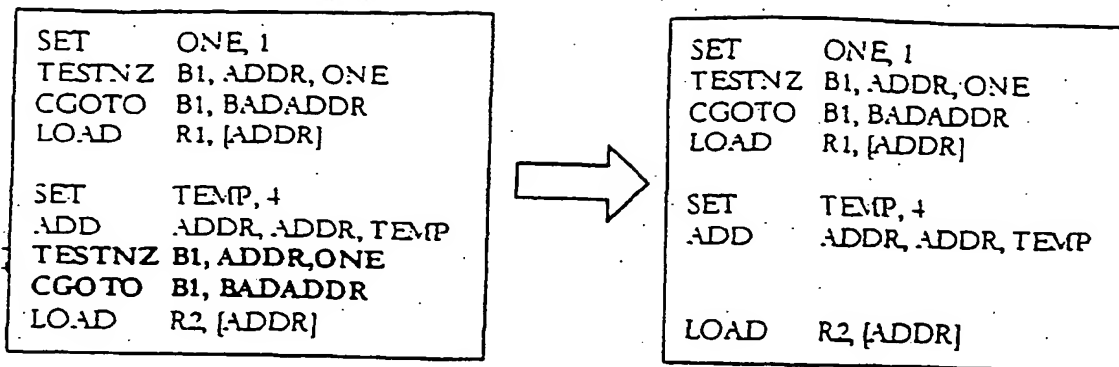 SET ONE, 1
TESTNZ B1, ADDR, ONE
CGOTO B1, BADADDR
LOAD R1, [ADDR]
SET TEMP, 4
ADD ADDR, ADDR, TEMP
TESTNZ B1, ADDR,ONE
CGOTO B1, BADADDR
LOAD R2, [ADDR]
SET ONE, 1
TESTNZ B1, ADDR, ONE
CGOTO B1, BADADDR
LOAD R1, [ADDR]
SET TEMP, 4
ADD ADDR, ADDR, TEMP
LOAD R2, [ADDR]